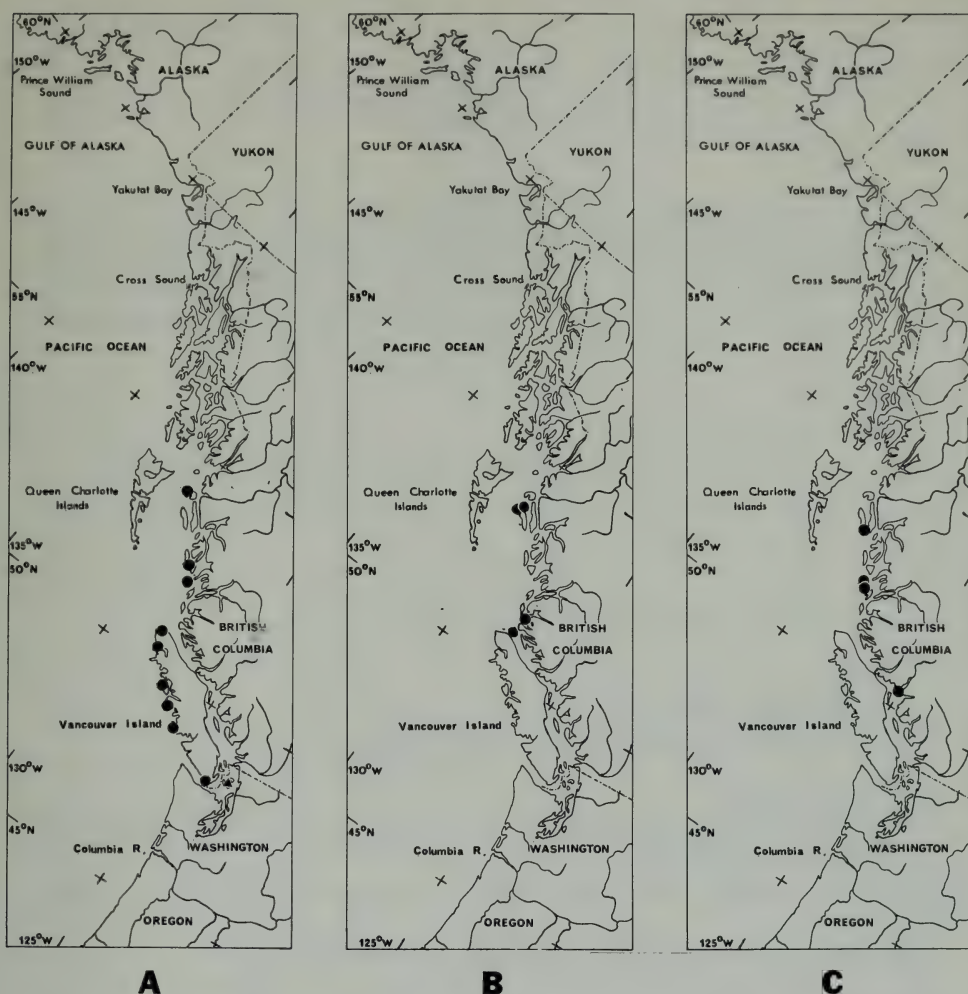 60°N
150°W
ALASKA
Prince William
Sound
GULF OF ALASKA
YUKON
Yakutat Bay
145°W
Cross Sound
55°N
PACIFIC OCEAN
140°W
Queen Charlotte
Islands
135°W
50°N
BRITISH
COLUMBIA
Vancouver Island
130°W
45°N
Columbia R.
WASHINGTON
OREGON
125°W
A
60°N
150°W
ALASKA
Prince William
Sound
GULF OF ALASKA
YUKON
Yakutat Bay
145°W
Cross Sound
55°N
PACIFIC OCEAN
140°W
Queen Charlotte
Islands
135°W
50°N
BRITISH
COLUMBIA
Vancouver Island
130°W
45°N
Columbia R.
WASHINGTON
OREGON
125°W
B
60°N
150°W
ALASKA
Prince William
Sound
GULF OF ALASKA
YUKON
Yakutat Bay
145°W
Cross Sound
55°N
PACIFIC OCEAN
140°W
Queen Charlotte
Islands
135°W
50°N
BRITISH
COLUMBIA
Vancouver Island
130°W
45°N
Columbia R.
WASHINGTON
OREGON
125°W
C